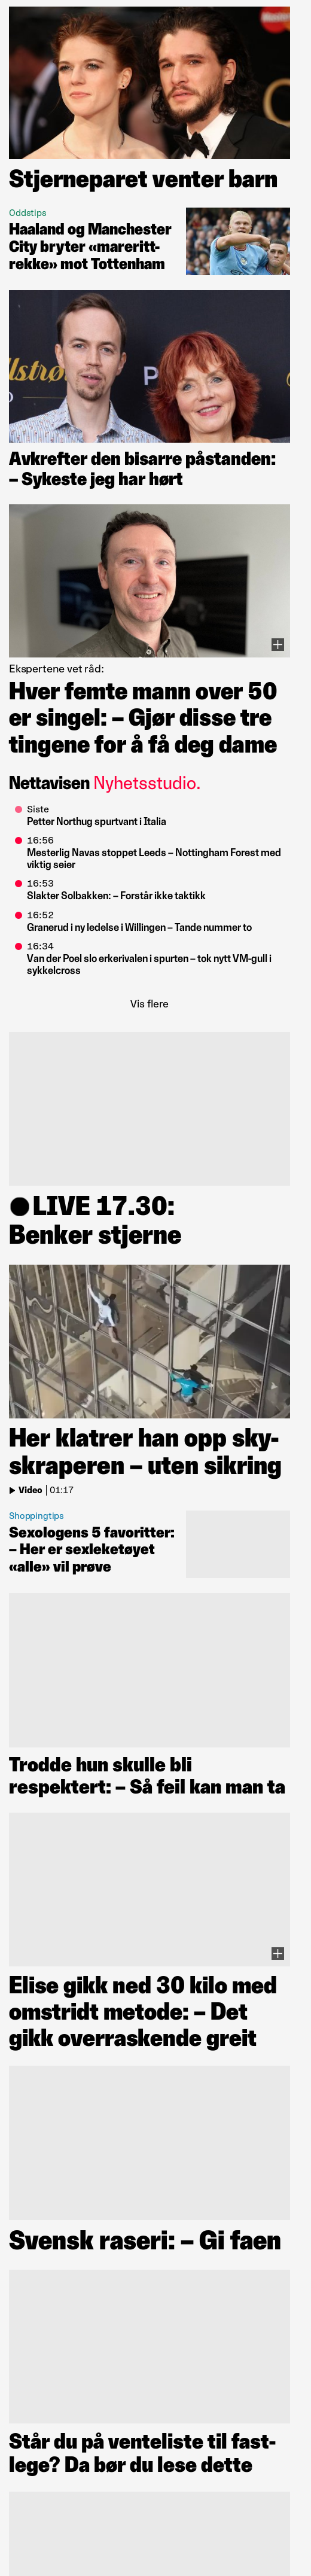 Stjerneparet venter barn
Oddstips
Haaland og Manchester
City bryter «mareritt-
rekke» mot Tottenham
P
Avkrefter den bisarre påstanden:
– Sykeste jeg har hørt
Ekspertene vet råd:
Hver femte mann over 50
er singel: – Gjør disse tre
tingene for å få deg dame
Nettavisen Nyhetsstudio.
Siste
Petter Northug spurtvant i Italia
16:56
Mesterlig Navas stoppet Leeds – Nottingham Forest med
viktig seier
16:53
Slakter Solbakken: – Forstår ikke taktikk
16:52
Granerud i ny ledelse i Willingen – Tande nummer to
16:34
Van der Poel slo erkerivalen i spurten – tok nytt VM-gull i
sykkelcross
Vis flere
LIVE 17.30:
Benker stjerne
Her klatrer han opp sky-
skraperen – uten sikring
Video | 01:17
Shoppingtips
Sexologens 5 favoritter:
– Her er sexleketøyet
«alle» vil prøve
Trodde hun skulle bli
respektert: – Så feil kan man ta
Elise gikk ned 30 kilo med
omstridt metode: – Det
gikk overraskende greit
Svensk raseri: – Gi faen
Står du på venteliste til fast-
lege? Da bør du lese dette